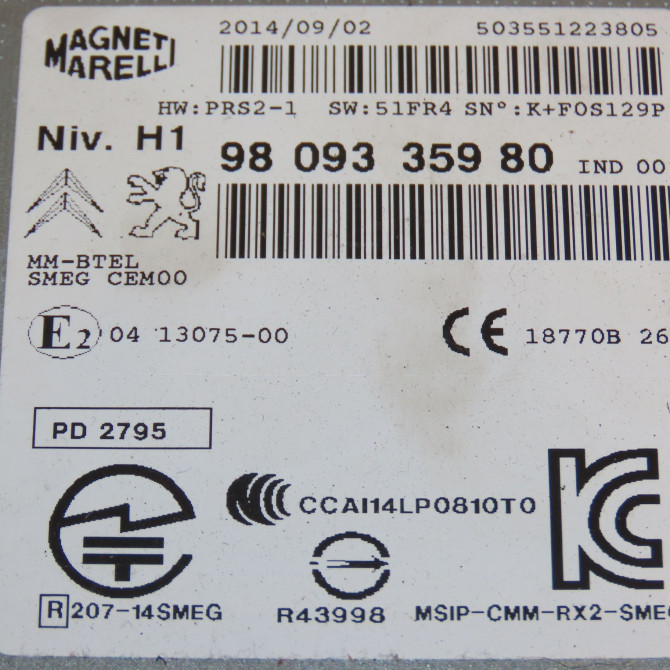 MAGNETI MARELLI
2014/09/02 503551223805
HW:PRS2-1 SW:51FR4 SN°:K+FOS129P
Niv. H1
98 093 359 80 IND 00
MM-BTEL
SMEG CEM00
E2 04 13075-00 CE 18770B 26
PD 2795
CCAI14LP0810T0
R 207-14SMEG R43998 MSIP-CMM-RX2-SMEG